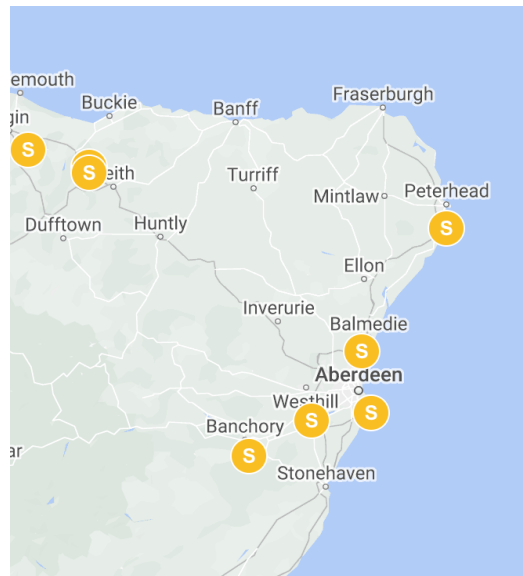 emouth
Buckie
Banff
Fraserburgh
gin
S
S
eith
Turriff
Mintlaw
Peterhead
S
Dufftown
Huntly
Ellon
Inverurie
Balmedie
S
Aberdeen
Westhill
S
S
Banchory
S
ar
Stonehaven